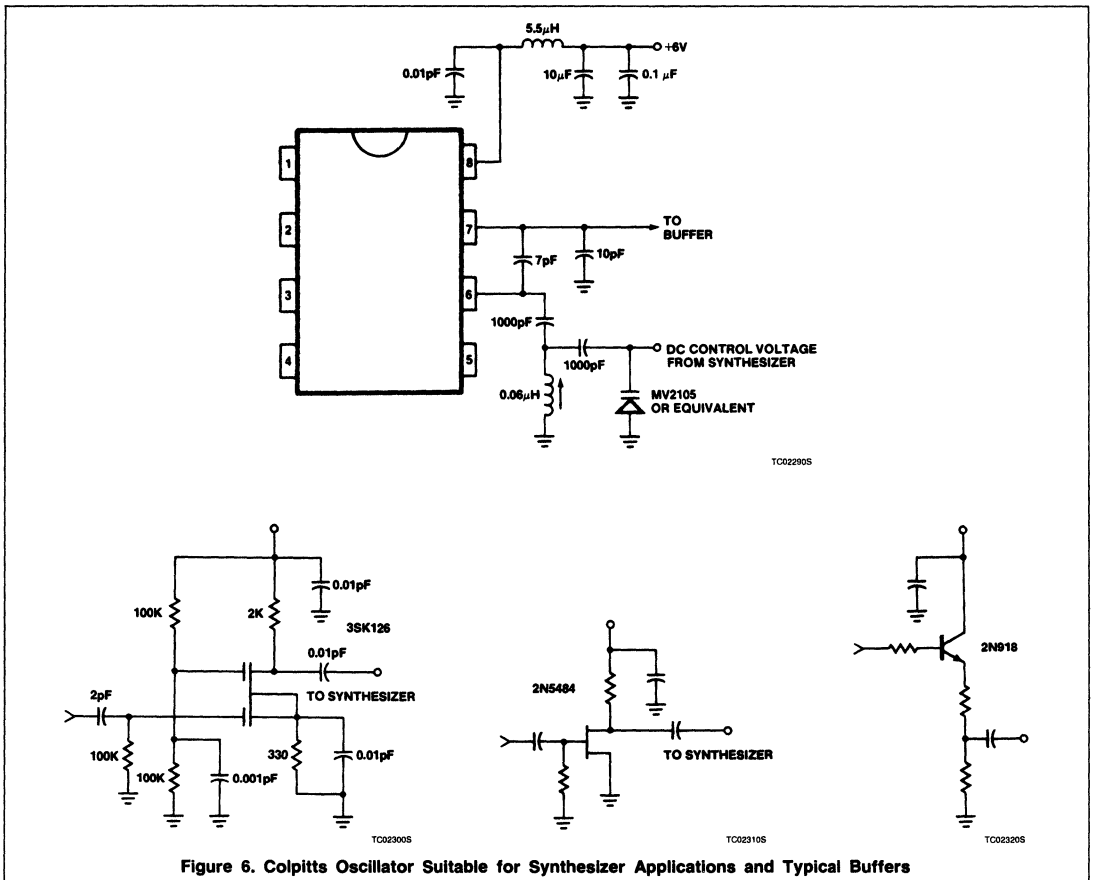 5.5μH
+6V
0.01pF
10μF
0.1 μF
1
8
2
7
TO
BUFFER
7pF
10pF
3
6
1000pF
4
5
1000pF
DC CONTROL VOLTAGE
FROM SYNTHESIZER
0.06μH
MV2105
OR EQUIVALENT
TC02290S
0.01pF
100K
2K
3SK126
0.01pF
TO SYNTHESIZER
2pF
100K
100K
0.001pF
330
0.01pF
TC02300S
2N5484
TO SYNTHESIZER
TC02310S
2N918
TC02320S
Figure 6. Colpitts Oscillator Suitable for Synthesizer Applications and Typical Buffers